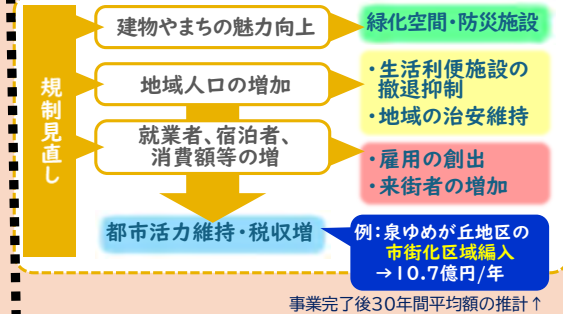 規制見直し
建物やまちの魅力向上
緑化空間・防災施設
地域人口の増加
・生活利便施設の
撤退抑制
・地域の治安維持
就業者、宿泊者、
消費額等の増
・雇用の創出
・来街者の増加
都市活力維持・税収増
例:泉ゆめが丘地区の
市街化区域編入
→10.7億円/年
事業完了後30年間平均額の推計↑